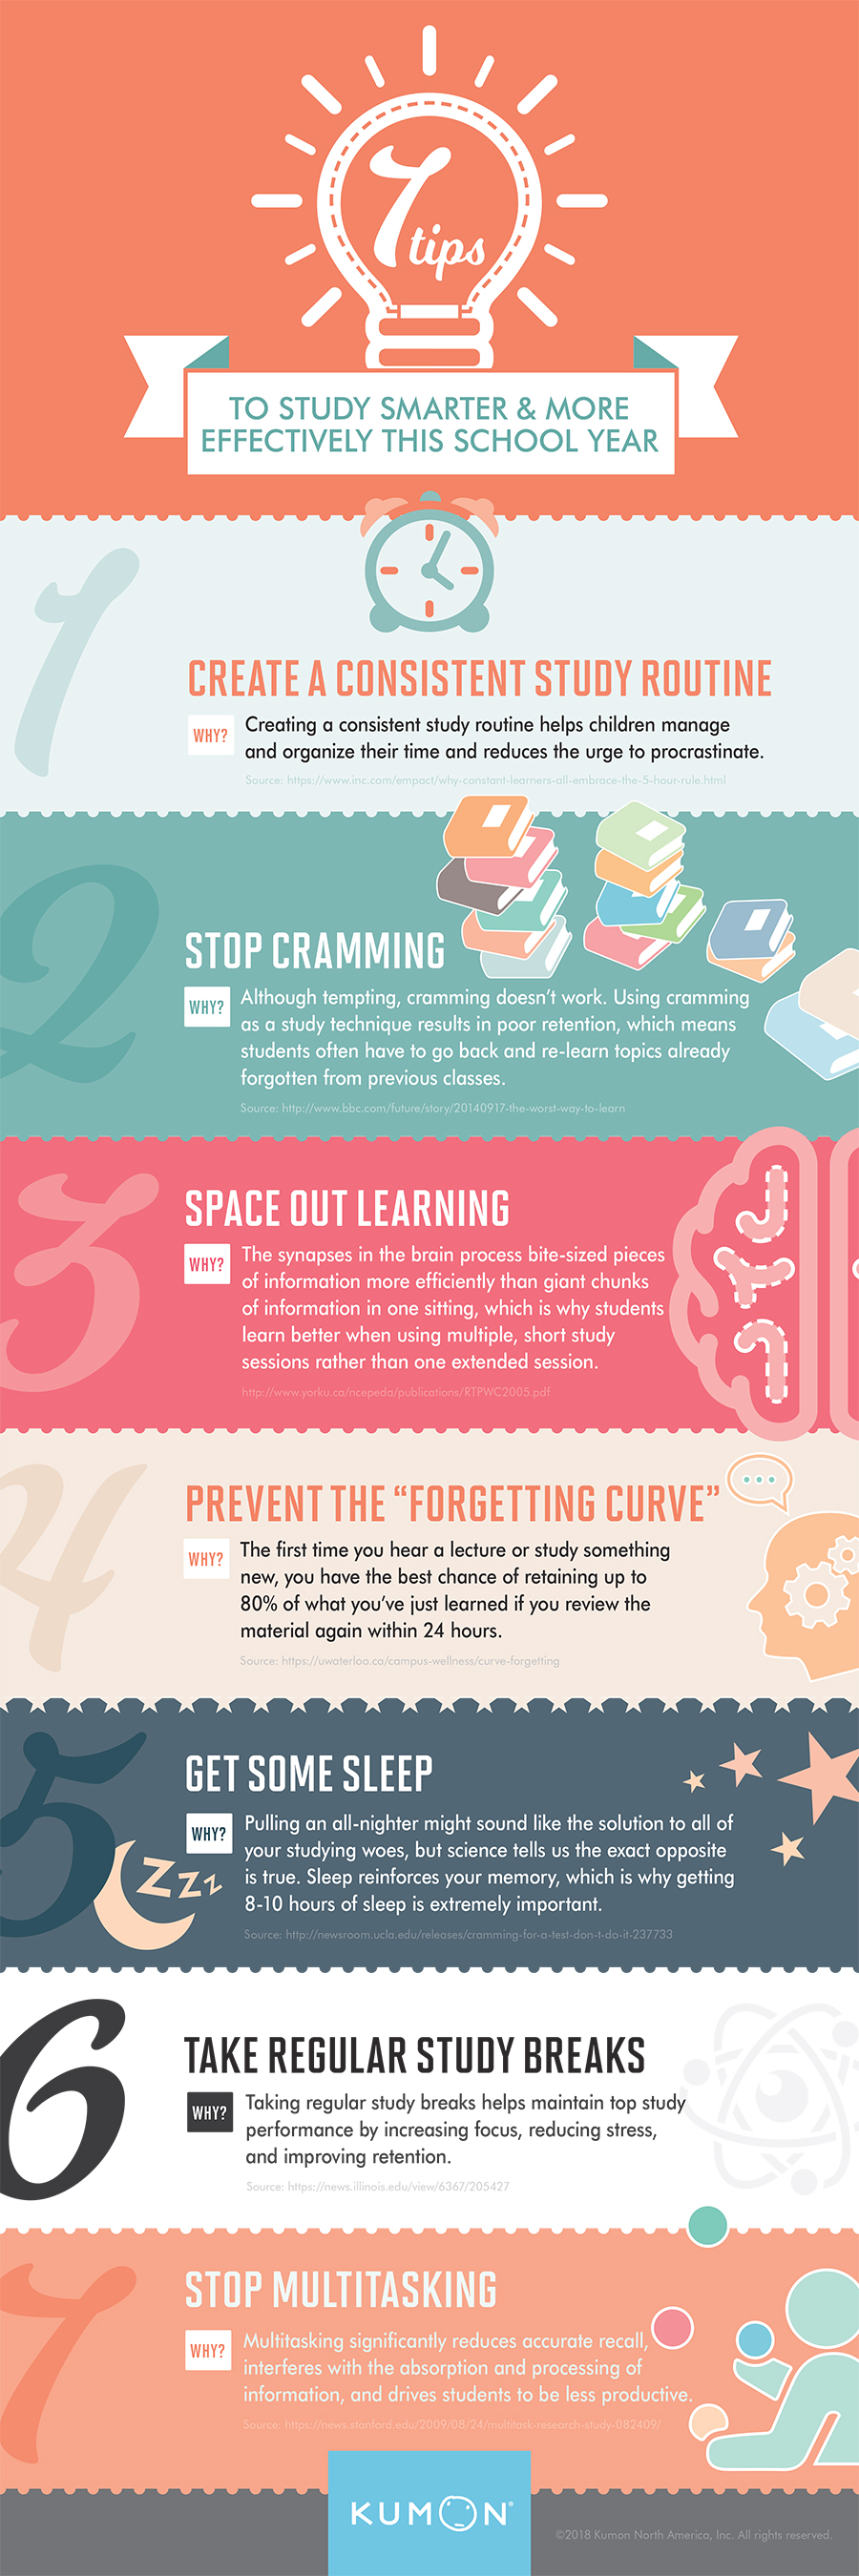 7 tips
TO STUDY SMARTER & MORE
EFFECTIVELY THIS SCHOOL YEAR
1
CREATE A CONSISTENT STUDY ROUTINE
WHY?
Creating a consistent study routine helps children manage
and organize their time and reduces the urge to procrastinate.
Source: https://www.inc.com/empact/why-constant-learners-all-embrace-the-5-hour-rule.html
2
STOP CRAMMING
WHY?
Although tempting, cramming doesn't work. Using cramming
as a study technique results in poor retention, which means
students often have to go back and re-learn topics already
forgotten from previous classes.
Source: http://www.bbc.com/future/story/20140917-the-worst-way-to-learn
3
SPACE OUT LEARNING
WHY?
The synapses in the brain process bite-sized pieces
of information more efficiently than giant chunks
of information in one sitting, which is why students
learn better when using multiple, short study
sessions rather than one extended session.
http://www.yorku.ca/ncepeda/publications/RTPWC2005.pdf
4
PREVENT THE “FORGETTING CURVE”
WHY?
The first time you hear a lecture or study something
new, you have the best chance of retaining up to
80% of what you've just learned if you review the
material again within 24 hours.
Source: https://uwaterloo.ca/campus-wellness/curve-forgetting
5
GET SOME SLEEP
WHY?
Pulling an all-nighter might sound like the solution to all of
your studying woes, but science tells us the exact opposite
is true. Sleep reinforces your memory, which is why getting
8-10 hours of sleep is extremely important.
Source: http://newsroom.ucla.edu/releases/cramming-for-a-test-don-t-do-it-237733
ZZZ
6
TAKE REGULAR STUDY BREAKS
WHY?
Taking regular study breaks helps maintain top study
performance by increasing focus, reducing stress,
and improving retention.
Source: https://news.illinois.edu/view/6367/205427
7
STOP MULTITASKING
WHY?
Multitasking significantly reduces accurate recall,
interferes with the absorption and processing of
information, and drives students to be less productive.
Source: https://news.stanford.edu/2009/08/24/multitask-research-study-082409/
KUMON®
©2018 Kumon North America, Inc. All rights reserved.